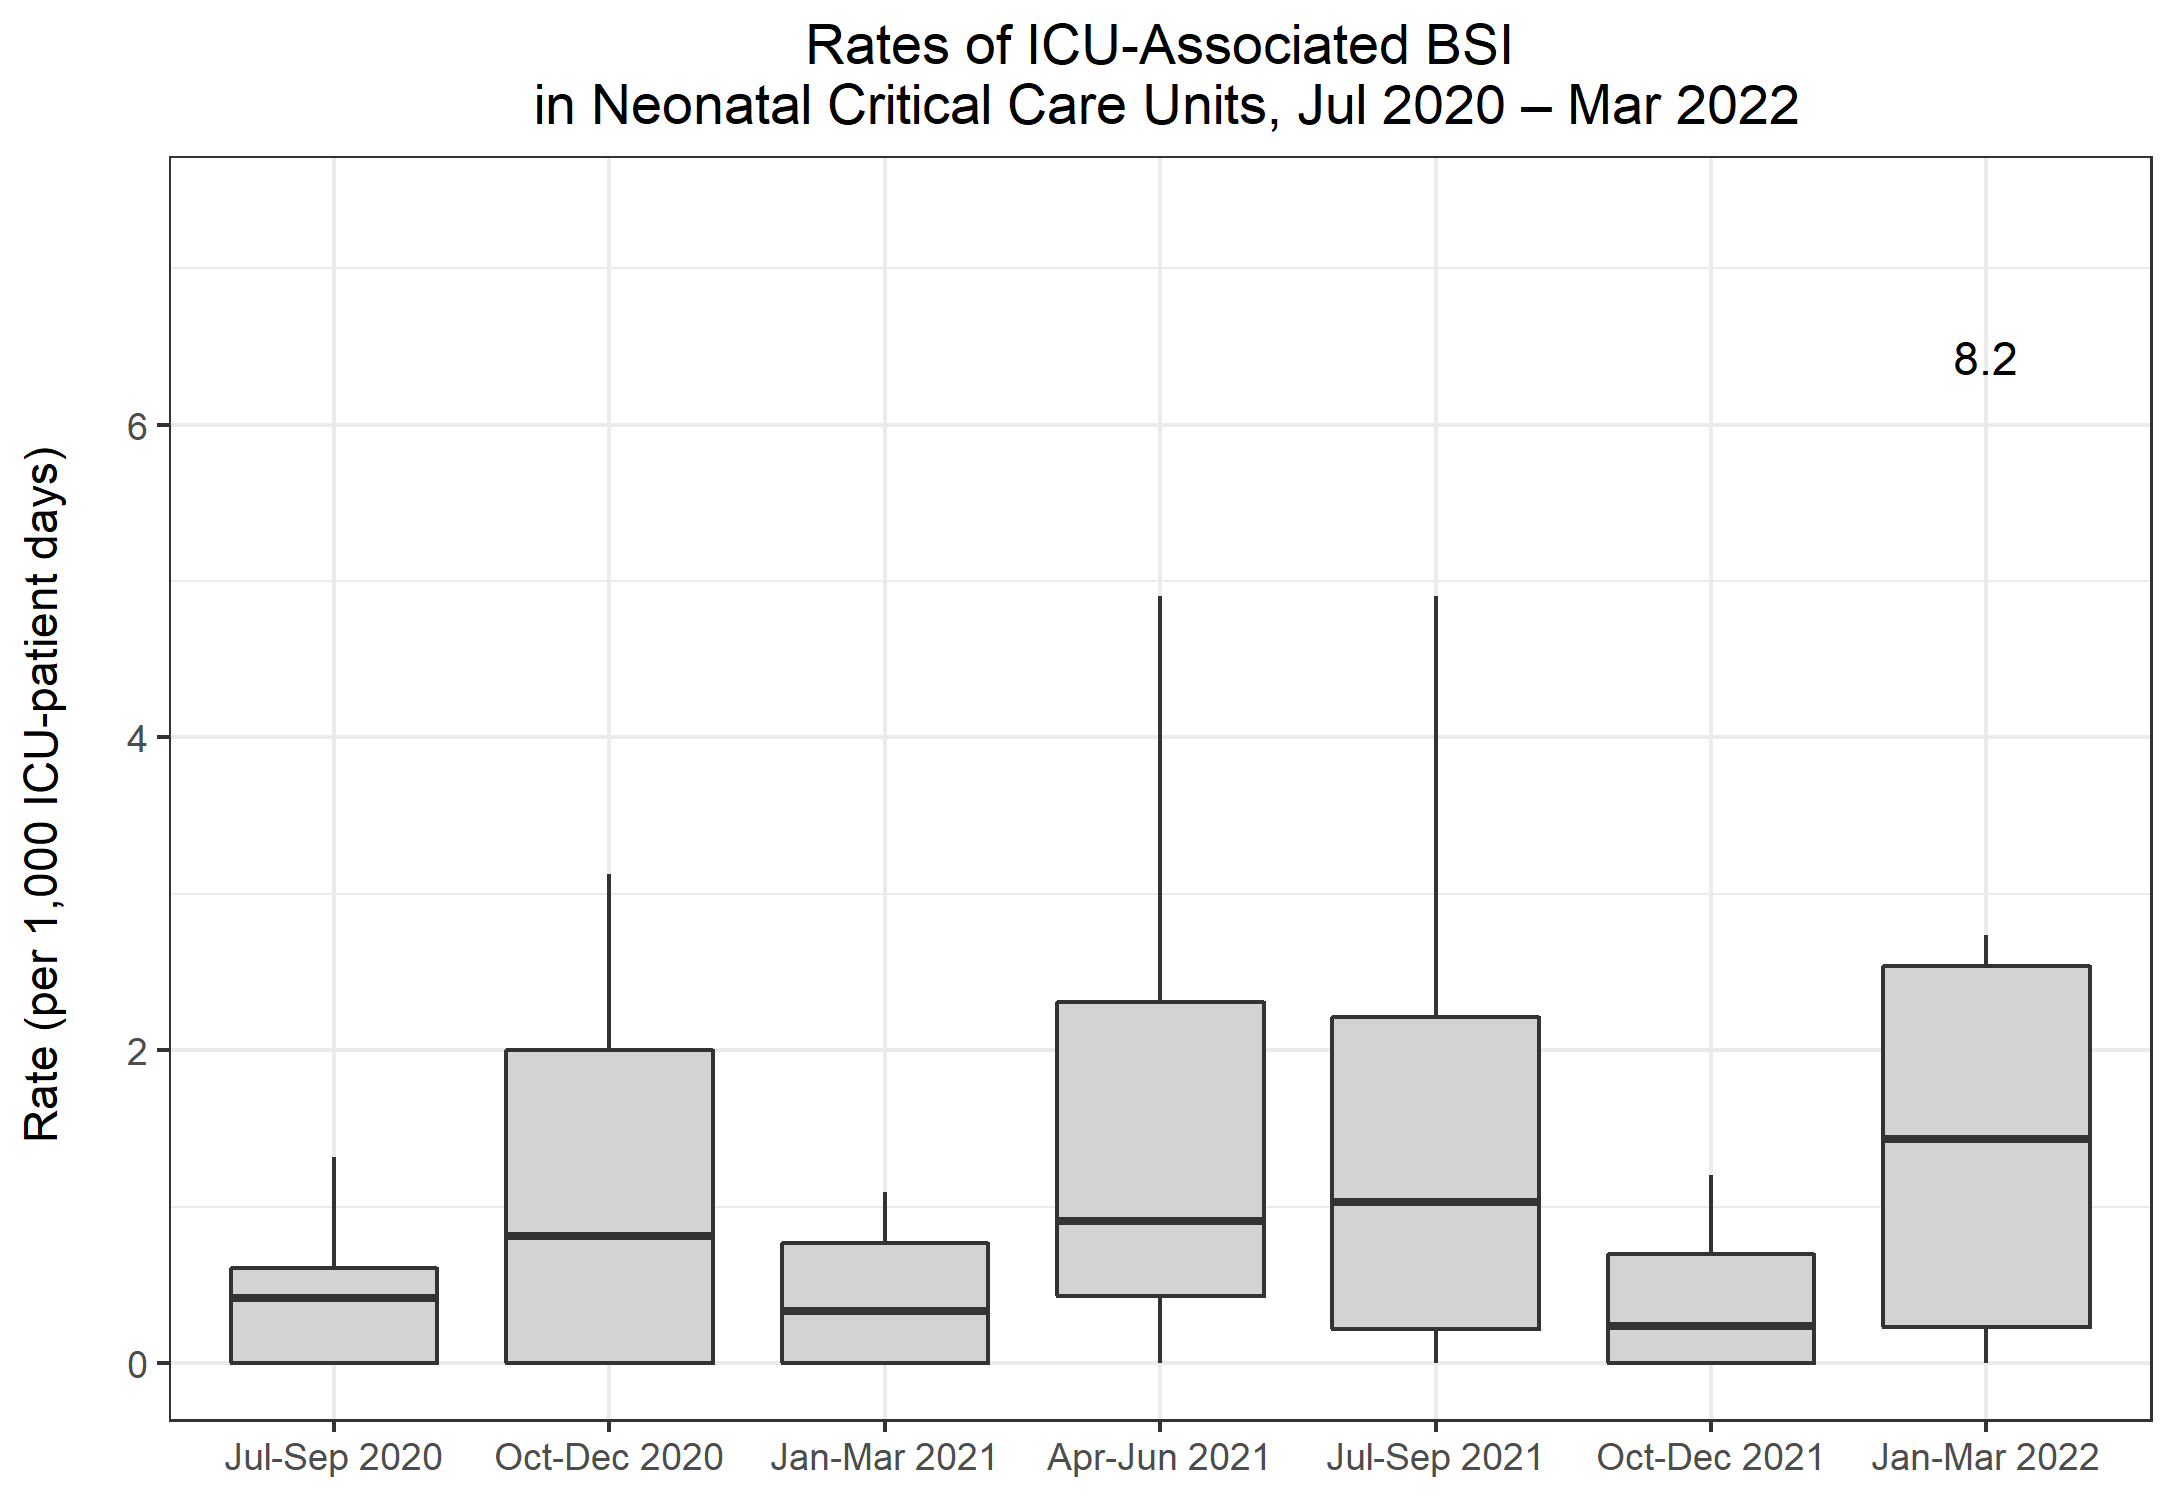 Rates of ICU-Associated BSI
in Neonatal Critical Care Units, Jul 2020 – Mar 2022
Rate (per 1,000 ICU-patient days)
8.2
6
4
2
0
Jul-Sep 2020
Oct-Dec 2020
Jan-Mar 2021
Apr-Jun 2021
Jul-Sep 2021
Oct-Dec 2021
Jan-Mar 2022